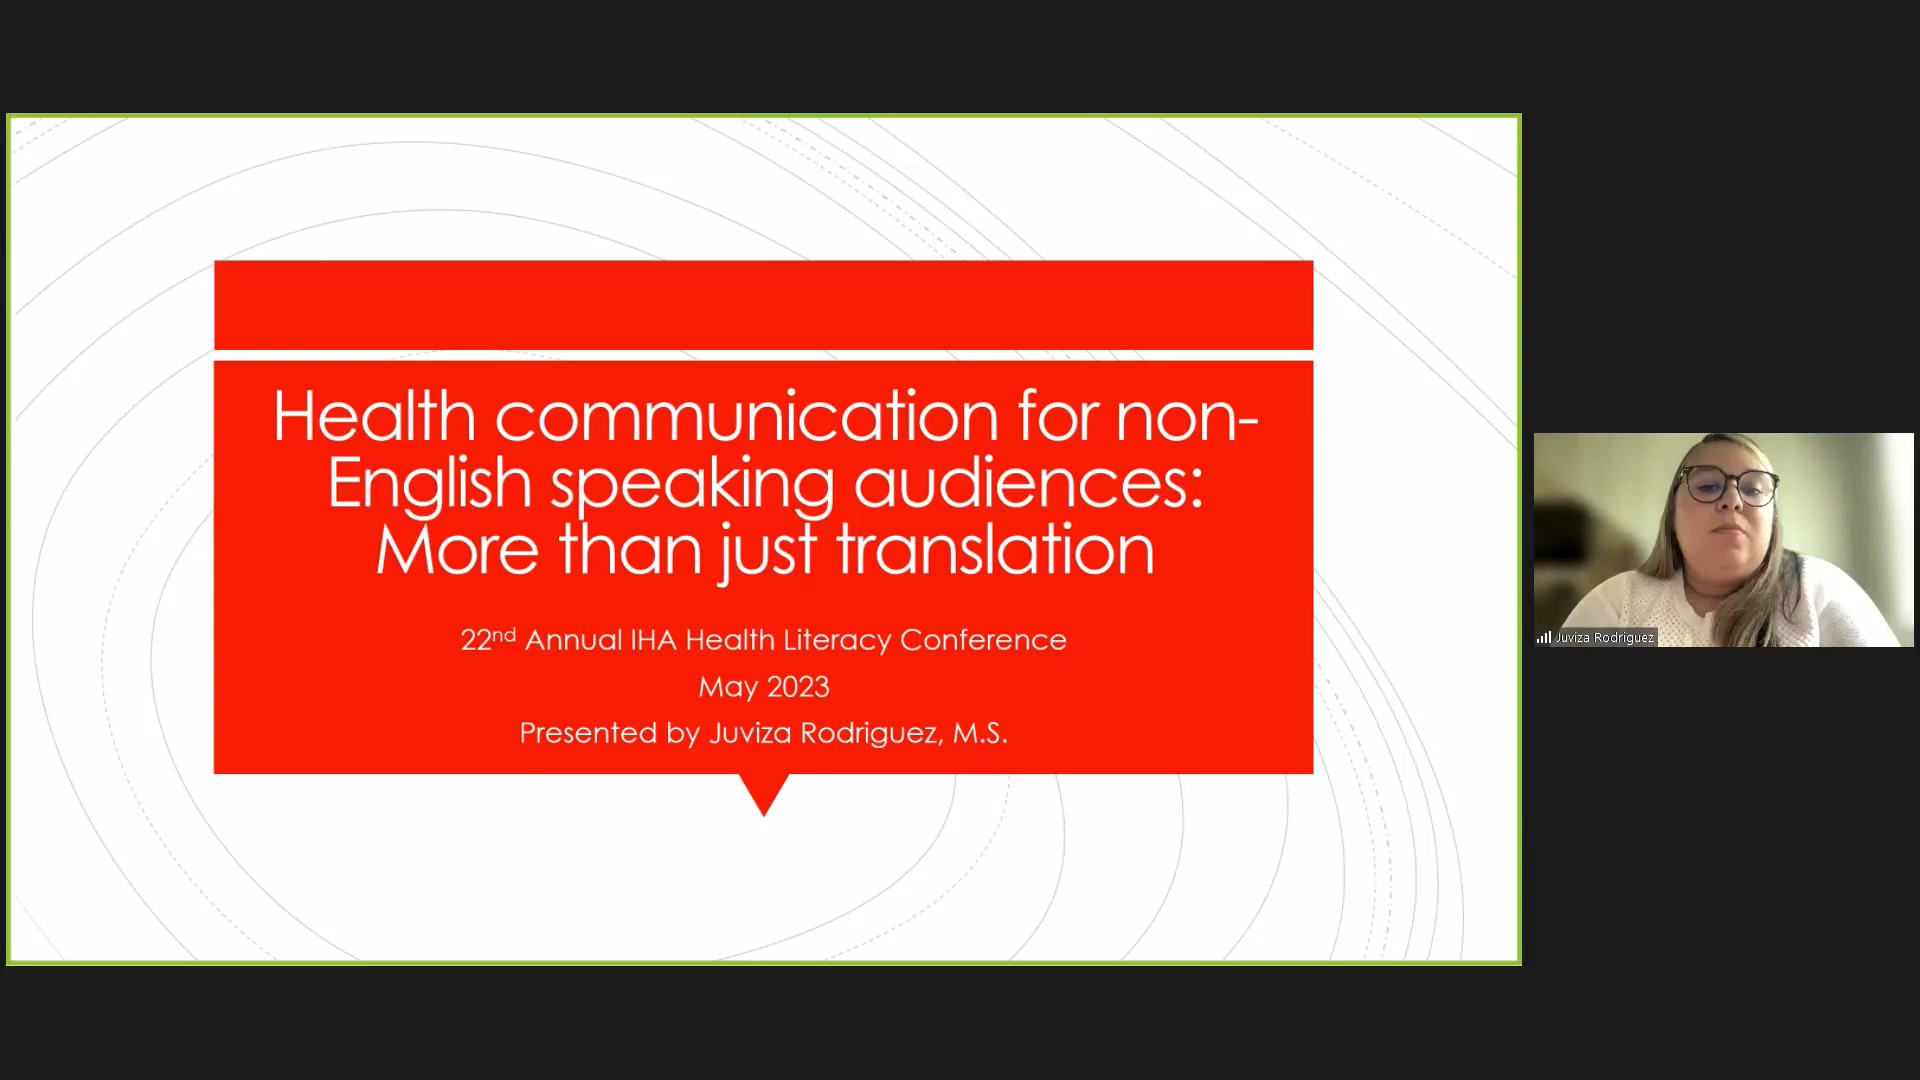 Health communication for non-
English speaking audiences:
More than just translation
22nd Annual IHA Health Literacy Conference
May 2023
Presented by Juviza Rodriguez, M.S.
Juviza Rodriguez